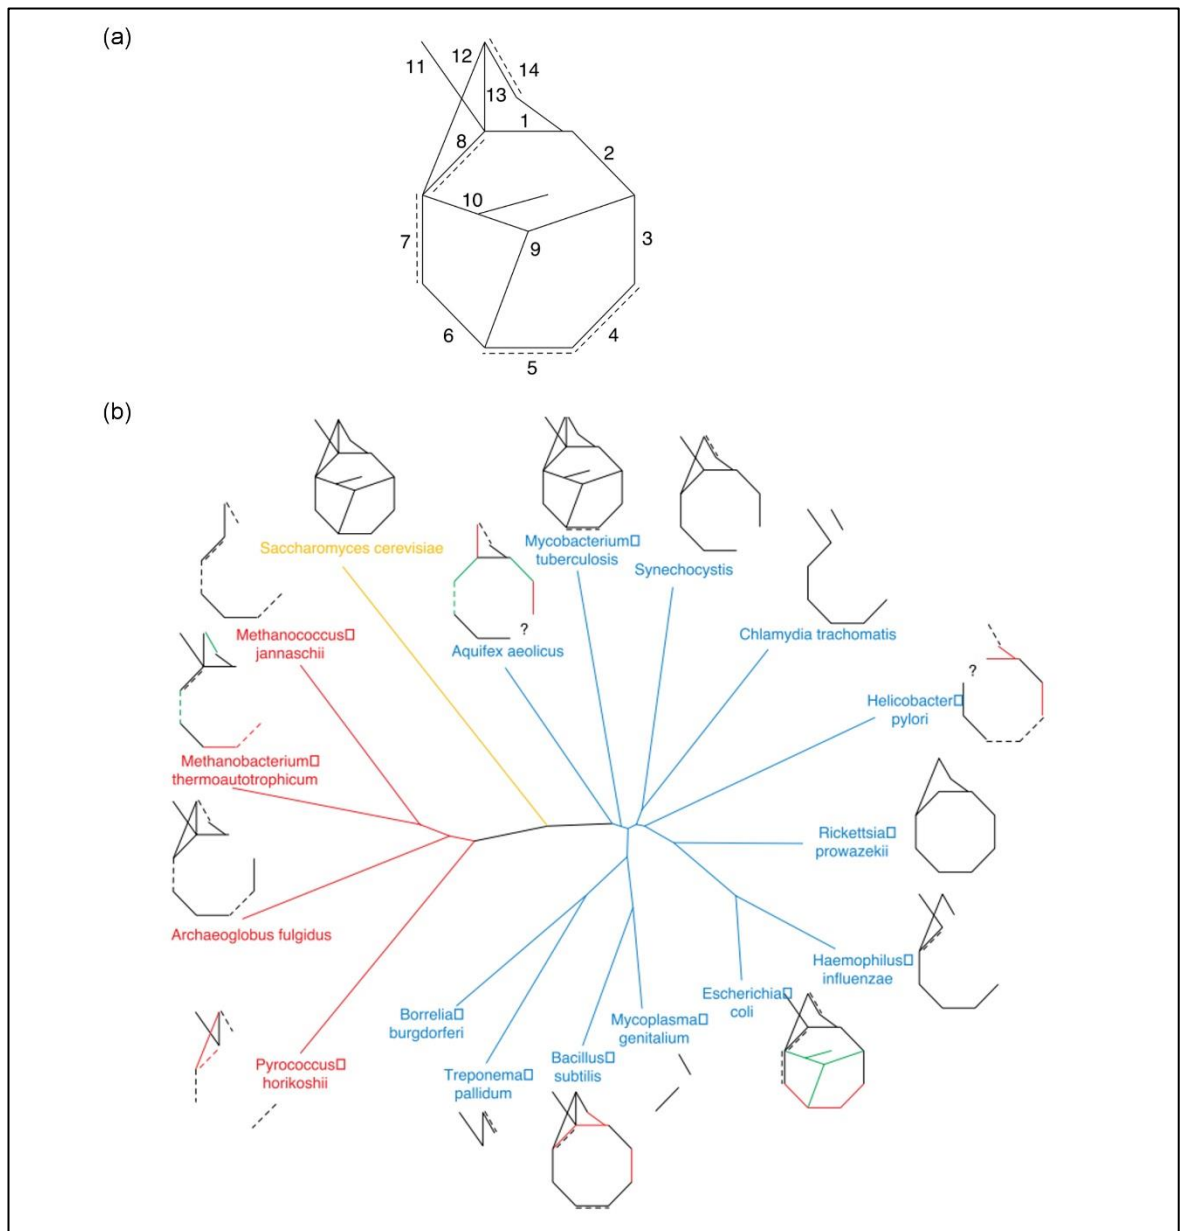 (a)
12
11
14
13
1
8
2
10
7
9
3
6
4
5
(b)
Saccharomyces cerevisiae
Mycobacterium□
tuberculosis
Synechocystis
?
Methanococcus□
jannaschii
Aquifex aeolicus
Chlamydia trachomatis
?
Helicobacter□
pylori
Methanobacterium□
thermoautotrophicum
Rickettsia□
prowazekii
Archaeoglobus fulgidus
Haemophilus□
influenzae
Escherichia□
coli
Borrelia□
burgdorferi
Mycoplasma□
genitalium
Pyrococcus□
horikoshii
Treponema□
pallidum
Bacillus□
subtilis